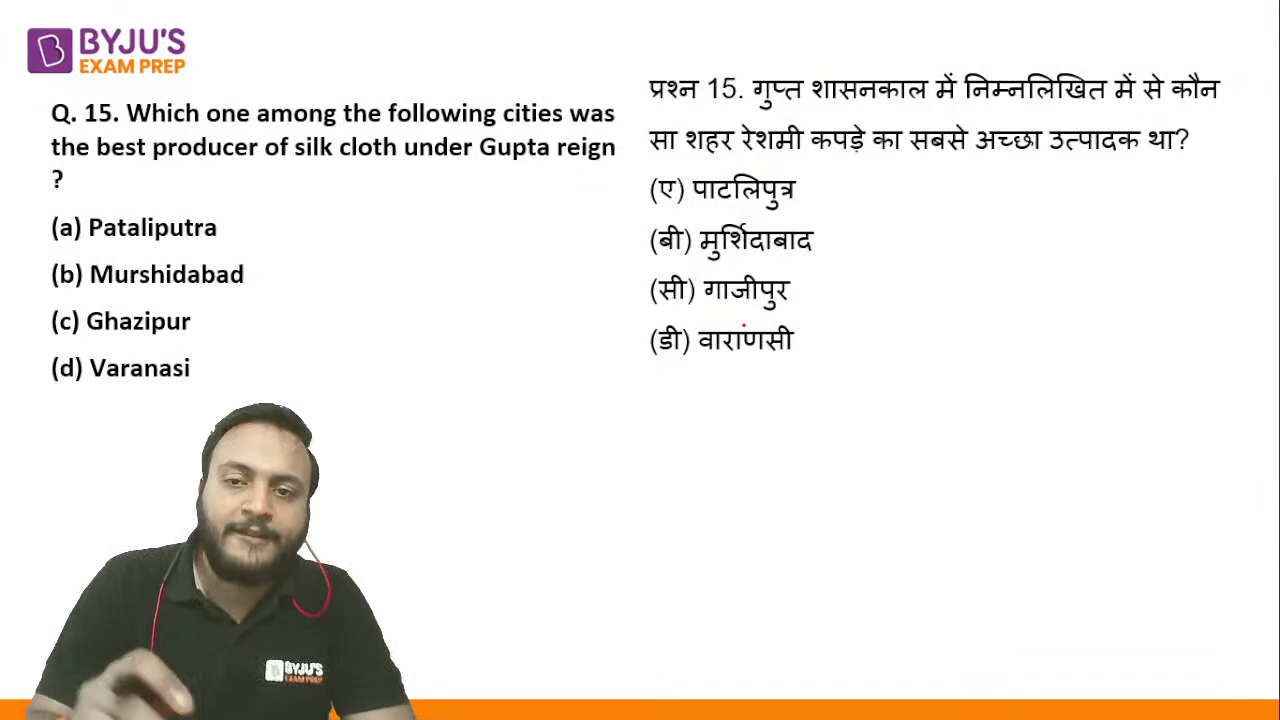 BYJU'S
EXAM PREP
Q. 15. Which one among the following cities was
the best producer of silk cloth under Gupta reign
?
(a) Pataliputra
(b) Murshidabad
(c) Ghazipur
(d) Varanasi
प्रश्न 15. गुप्त शासनकाल में निम्नलिखित में से कौन
सा शहर रेशमी कपड़े का सबसे अच्छा उत्पादक था?
(ए) पाटलिपुत्र
(बी) मुर्शिदाबाद
(सी) गाजीपुर
(डी) वाराणसी
BYJU'S
EXAM PREP